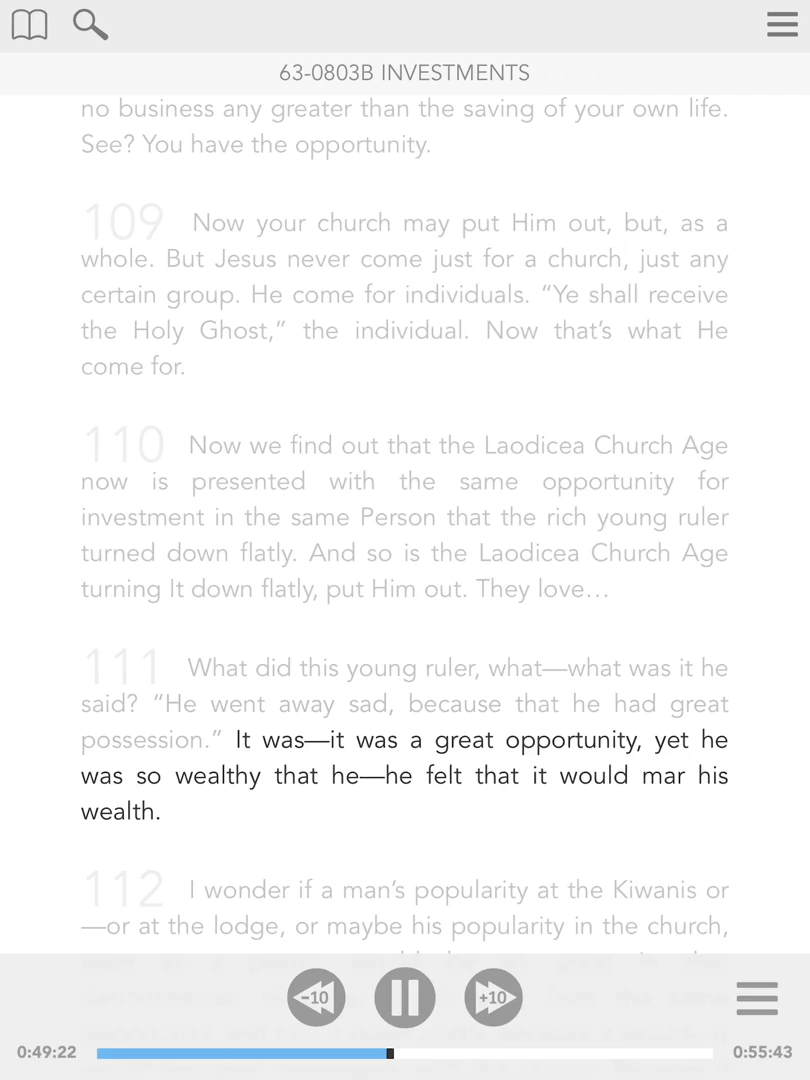 63-0803B INVESTMENTS
no business any greater than the saving of your own life.
See? You have the opportunity.
109 Now your church may put Him out, but, as a
whole. But Jesus never come just for a church, just any
certain group. He come for individuals. “Ye shall receive
the Holy Ghost,” the individual. Now that’s what He
come for.
110 Now we find out that the Laodicea Church Age
now is presented with the same opportunity for
investment in the same Person that the rich young ruler
turned down flatly. And so is the Laodicea Church Age
turning It down flatly, put Him out. They love…
111 What did this young ruler, what—what was it he
said? “He went away sad, because that he had great
possession.” It was—it was a great opportunity, yet he
was so wealthy that he—he felt that it would mar his
wealth.
112 I wonder if a man’s popularity at the Kiwanis or
—or at the lodge, or maybe his popularity in the church,
-10 +10
0:49:22 0:55:43